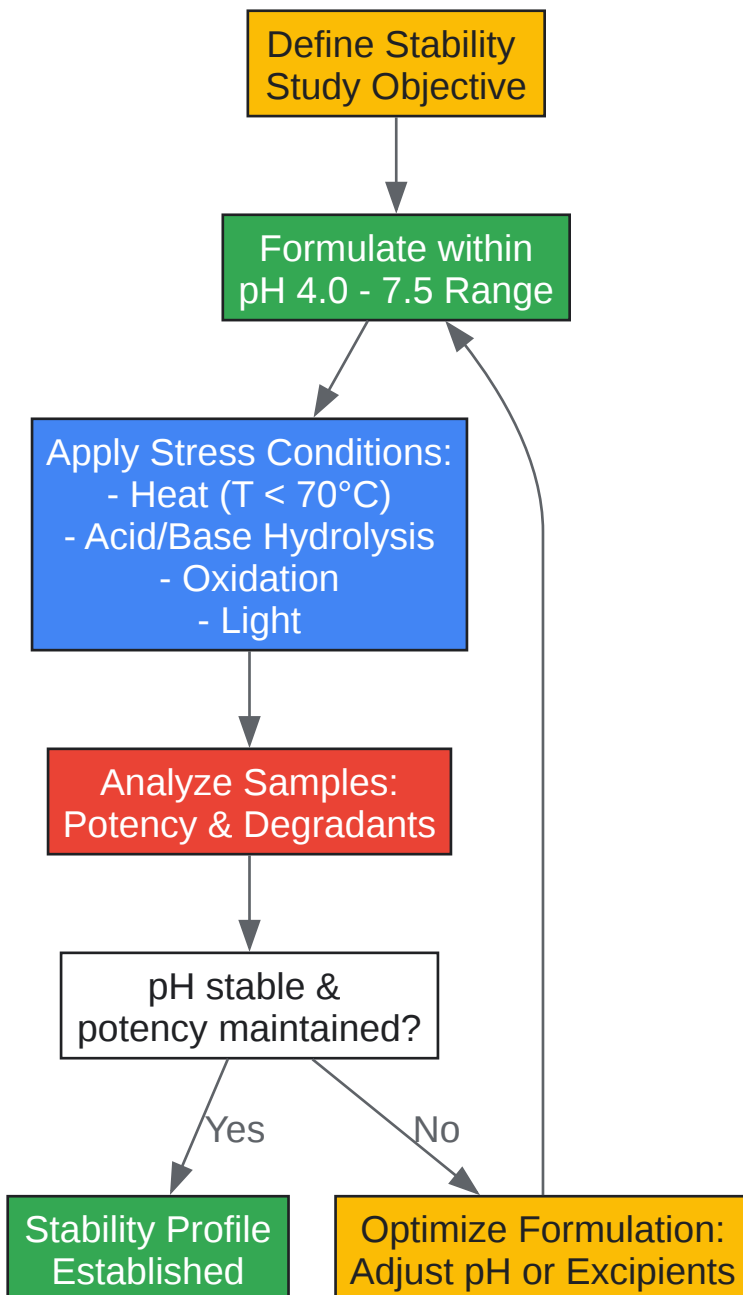 Define Stability
Study Objective
Formulate within
pH 4.0 - 7.5 Range
Apply Stress Conditions:
- Heat (T < 70°C)
- Acid/Base Hydrolysis
- Oxidation
- Light
Analyze Samples:
Potency & Degradants
pH stable &
potency maintained?
Yes
No
Stability Profile
Established
Optimize Formulation:
Adjust pH or Excipients